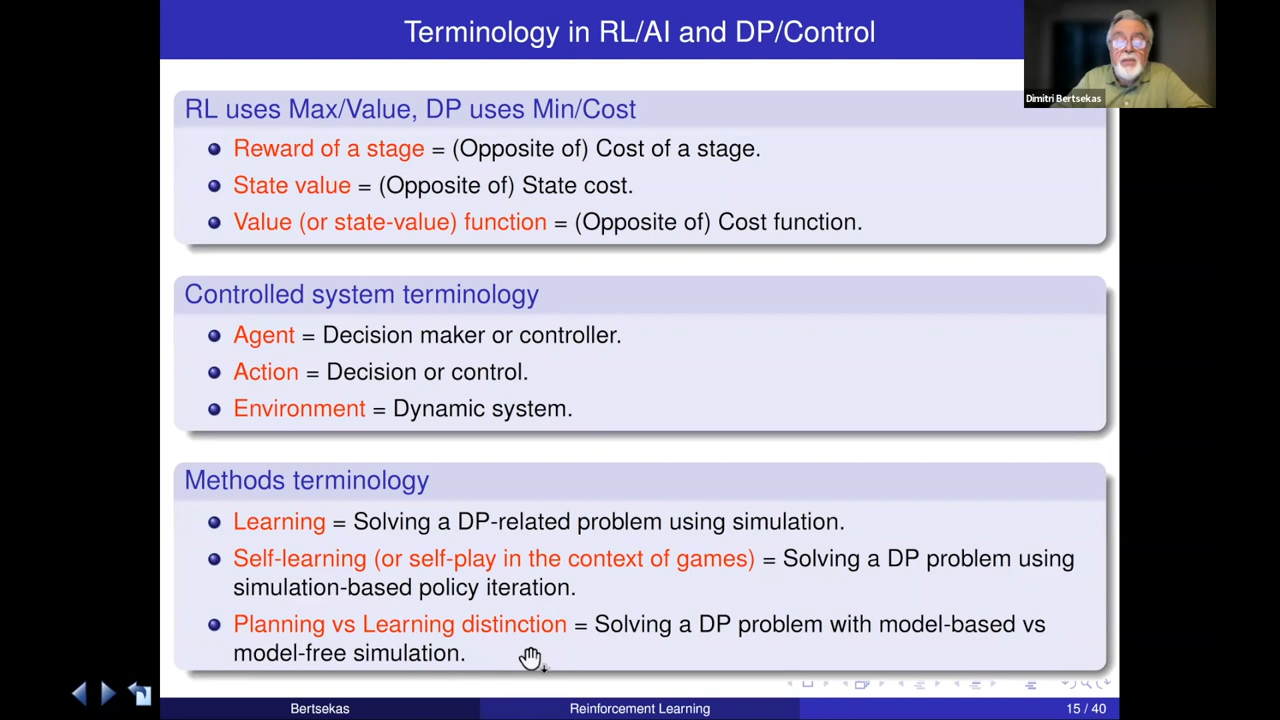 Terminology in RL/AI and DP/Control
Dimitri Bertsekas
RL uses Max/Value, DP uses Min/Cost
Reward of a stage = (Opposite of) Cost of a stage.
State value = (Opposite of) State cost.
Value (or state-value) function = (Opposite of) Cost function.
Controlled system terminology
Agent = Decision maker or controller.
Action = Decision or control.
Environment = Dynamic system.
Methods terminology
Learning = Solving a DP-related problem using simulation.
Self-learning (or self-play in the context of games) = Solving a DP problem using
simulation-based policy iteration.
Planning vs Learning distinction = Solving a DP problem with model-based vs
model-free simulation.
Bertsekas Reinforcement Learning 15 / 40